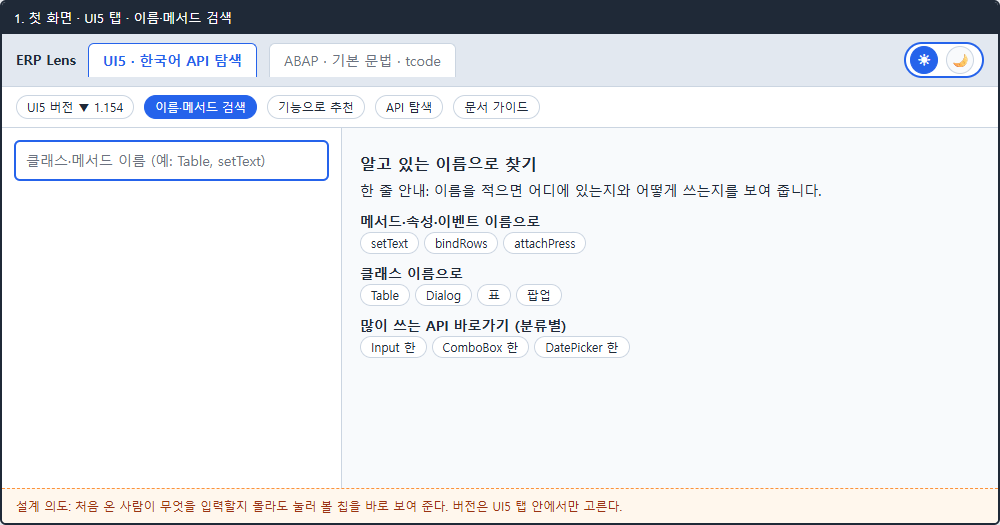 1. 첫 화면 · UI5 탭 · 이름·메서드 검색
ERP Lens
UI5 · 한국어 API 탐색
ABAP · 기본 문법 · tcode
UI5 버전 ▼ 1.154
이름·메서드 검색
기능으로 추천
API 탐색
문서 가이드
클래스·메서드 이름 (예: Table, setText)
알고 있는 이름으로 찾기
한 줄 안내: 이름을 적으면 어디에 있는지와 어떻게 쓰는지를 보여 줍니다.
메서드·속성·이벤트 이름으로
setText
bindRows
attachPress
클래스 이름으로
Table
Dialog
표
팝업
많이 쓰는 API 바로가기 (분류별)
Input 한
ComboBox 한
DatePicker 한
설계 의도: 처음 온 사람이 무엇을 입력할지 몰라도 눌러 볼 칩을 바로 보여 준다. 버전은 UI5 탭 안에서만 고른다.